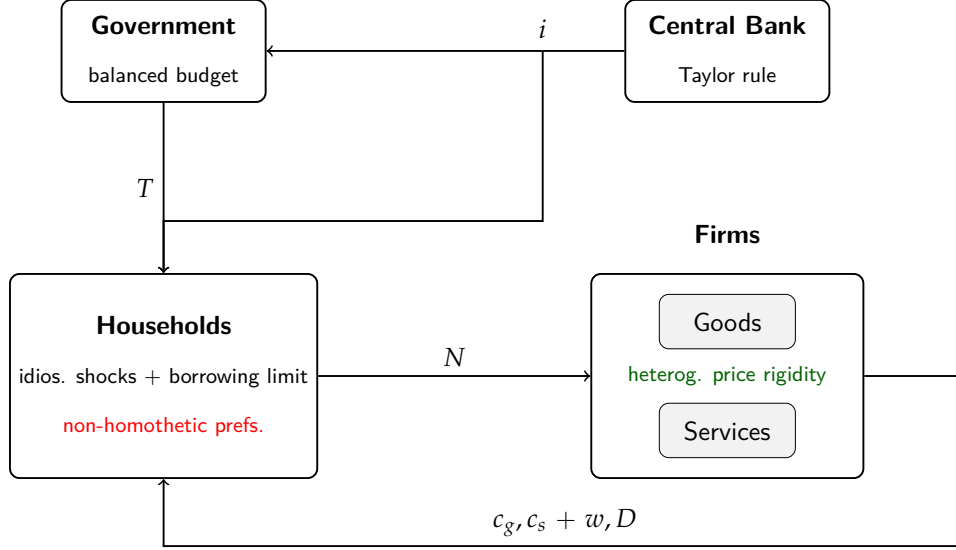 Government
balanced budget
i
Central Bank
Taylor rule
T
Firms
Households
idios. shocks + borrowing limit
non-homothetic prefs.
N
Goods
heterog. price rigidity
Services
c_g, c_s + w, D